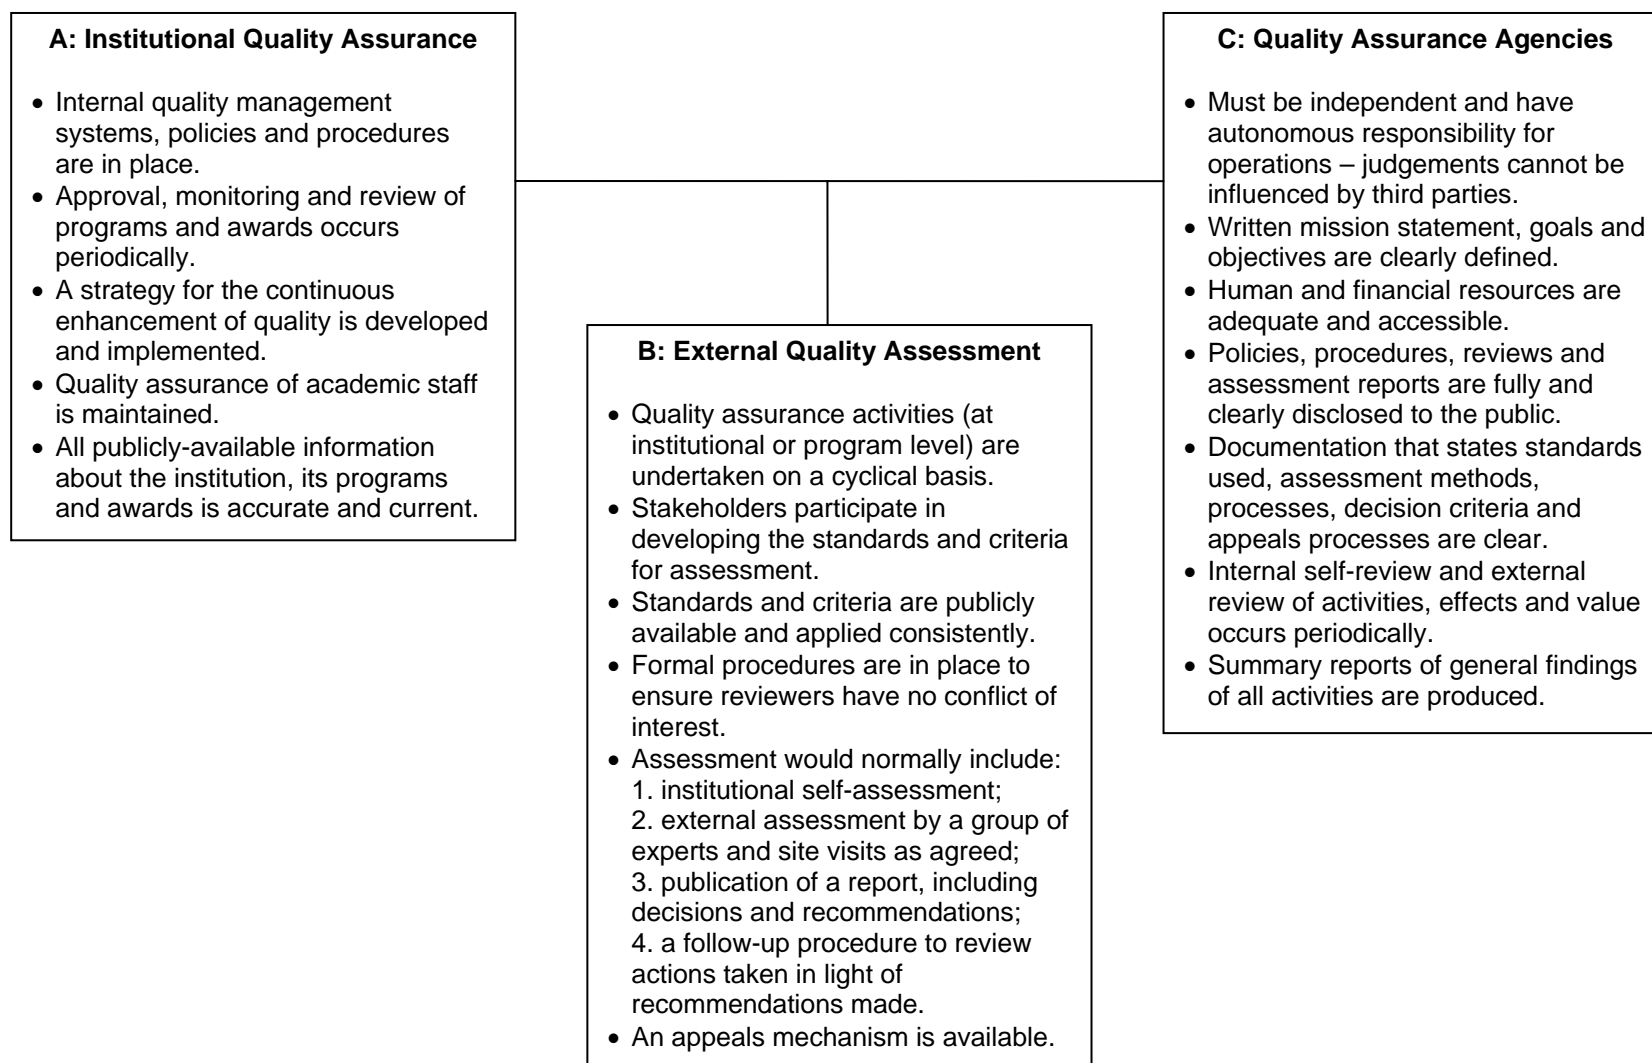 A: Institutional Quality Assurance
• Internal quality management
systems, policies and procedures
are in place.
• Approval, monitoring and review of
programs and awards occurs
periodically.
• A strategy for the continuous
enhancement of quality is developed
and implemented.
• Quality assurance of academic staff
is maintained.
• All publicly-available information
about the institution, its programs
and awards is accurate and current.
B: External Quality Assessment
• Quality assurance activities (at
institutional or program level) are
undertaken on a cyclical basis.
• Stakeholders participate in
developing the standards and criteria
for assessment.
• Standards and criteria are publicly
available and applied consistently.
• Formal procedures are in place to
ensure reviewers have no conflict of
interest.
• Assessment would normally include:
1. institutional self-assessment;
2. external assessment by a group of
experts and site visits as agreed;
3. publication of a report, including
decisions and recommendations;
4. a follow-up procedure to review
actions taken in light of
recommendations made.
• An appeals mechanism is available.
C: Quality Assurance Agencies
• Must be independent and have
autonomous responsibility for
operations – judgements cannot be
influenced by third parties.
• Written mission statement, goals and
objectives are clearly defined.
• Human and financial resources are
adequate and accessible.
• Policies, procedures, reviews and
assessment reports are fully and
clearly disclosed to the public.
• Documentation that states standards
used, assessment methods,
processes, decision criteria and
appeals processes are clear.
• Internal self-review and external
review of activities, effects and value
occurs periodically.
• Summary reports of general findings
of all activities are produced.